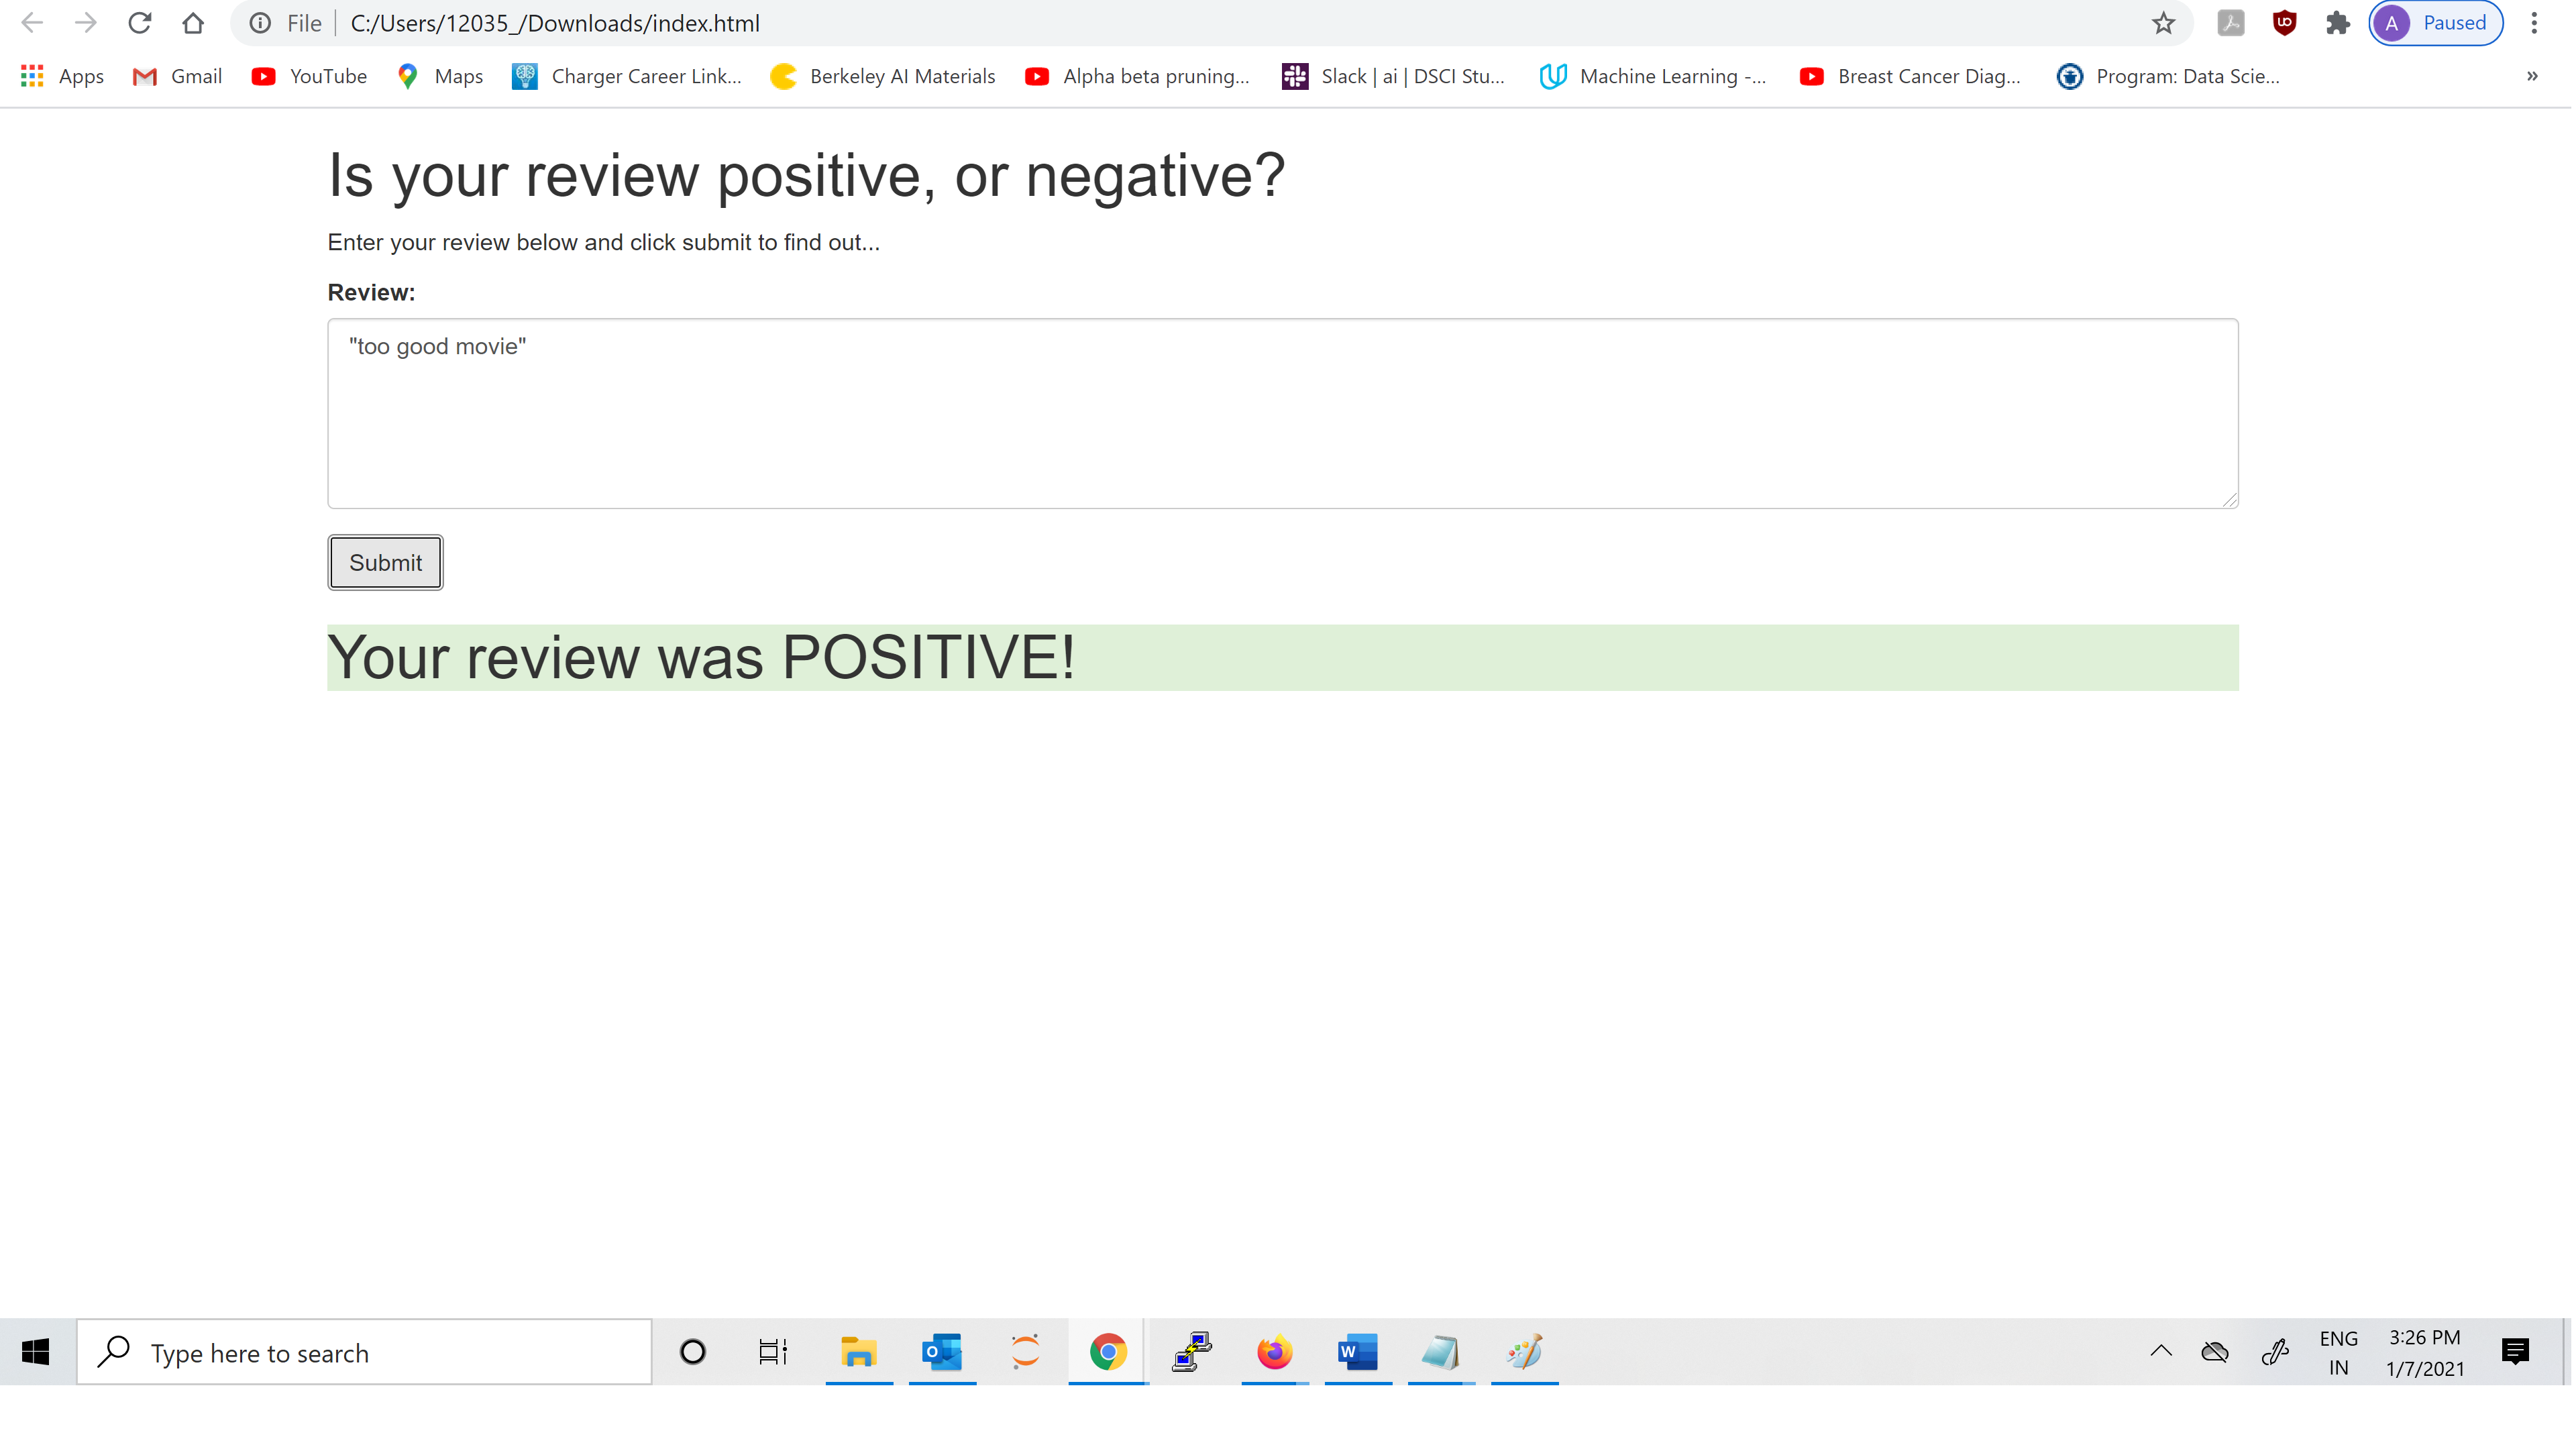 File C:/Users/12035_/Downloads/index.html A Paused
Apps Gmail YouTube Maps Charger Career Link... Berkeley AI Materials Alpha beta pruning... Slack | ai | DSCI Stu... Machine Learning -... Breast Cancer Diag... Program: Data Scie... »
Is your review positive, or negative?
Enter your review below and click submit to find out...
Review:
"too good movie"
Submit
Your review was POSITIVE!
Type here to search
ENG
IN
3:26 PM
1/7/2021